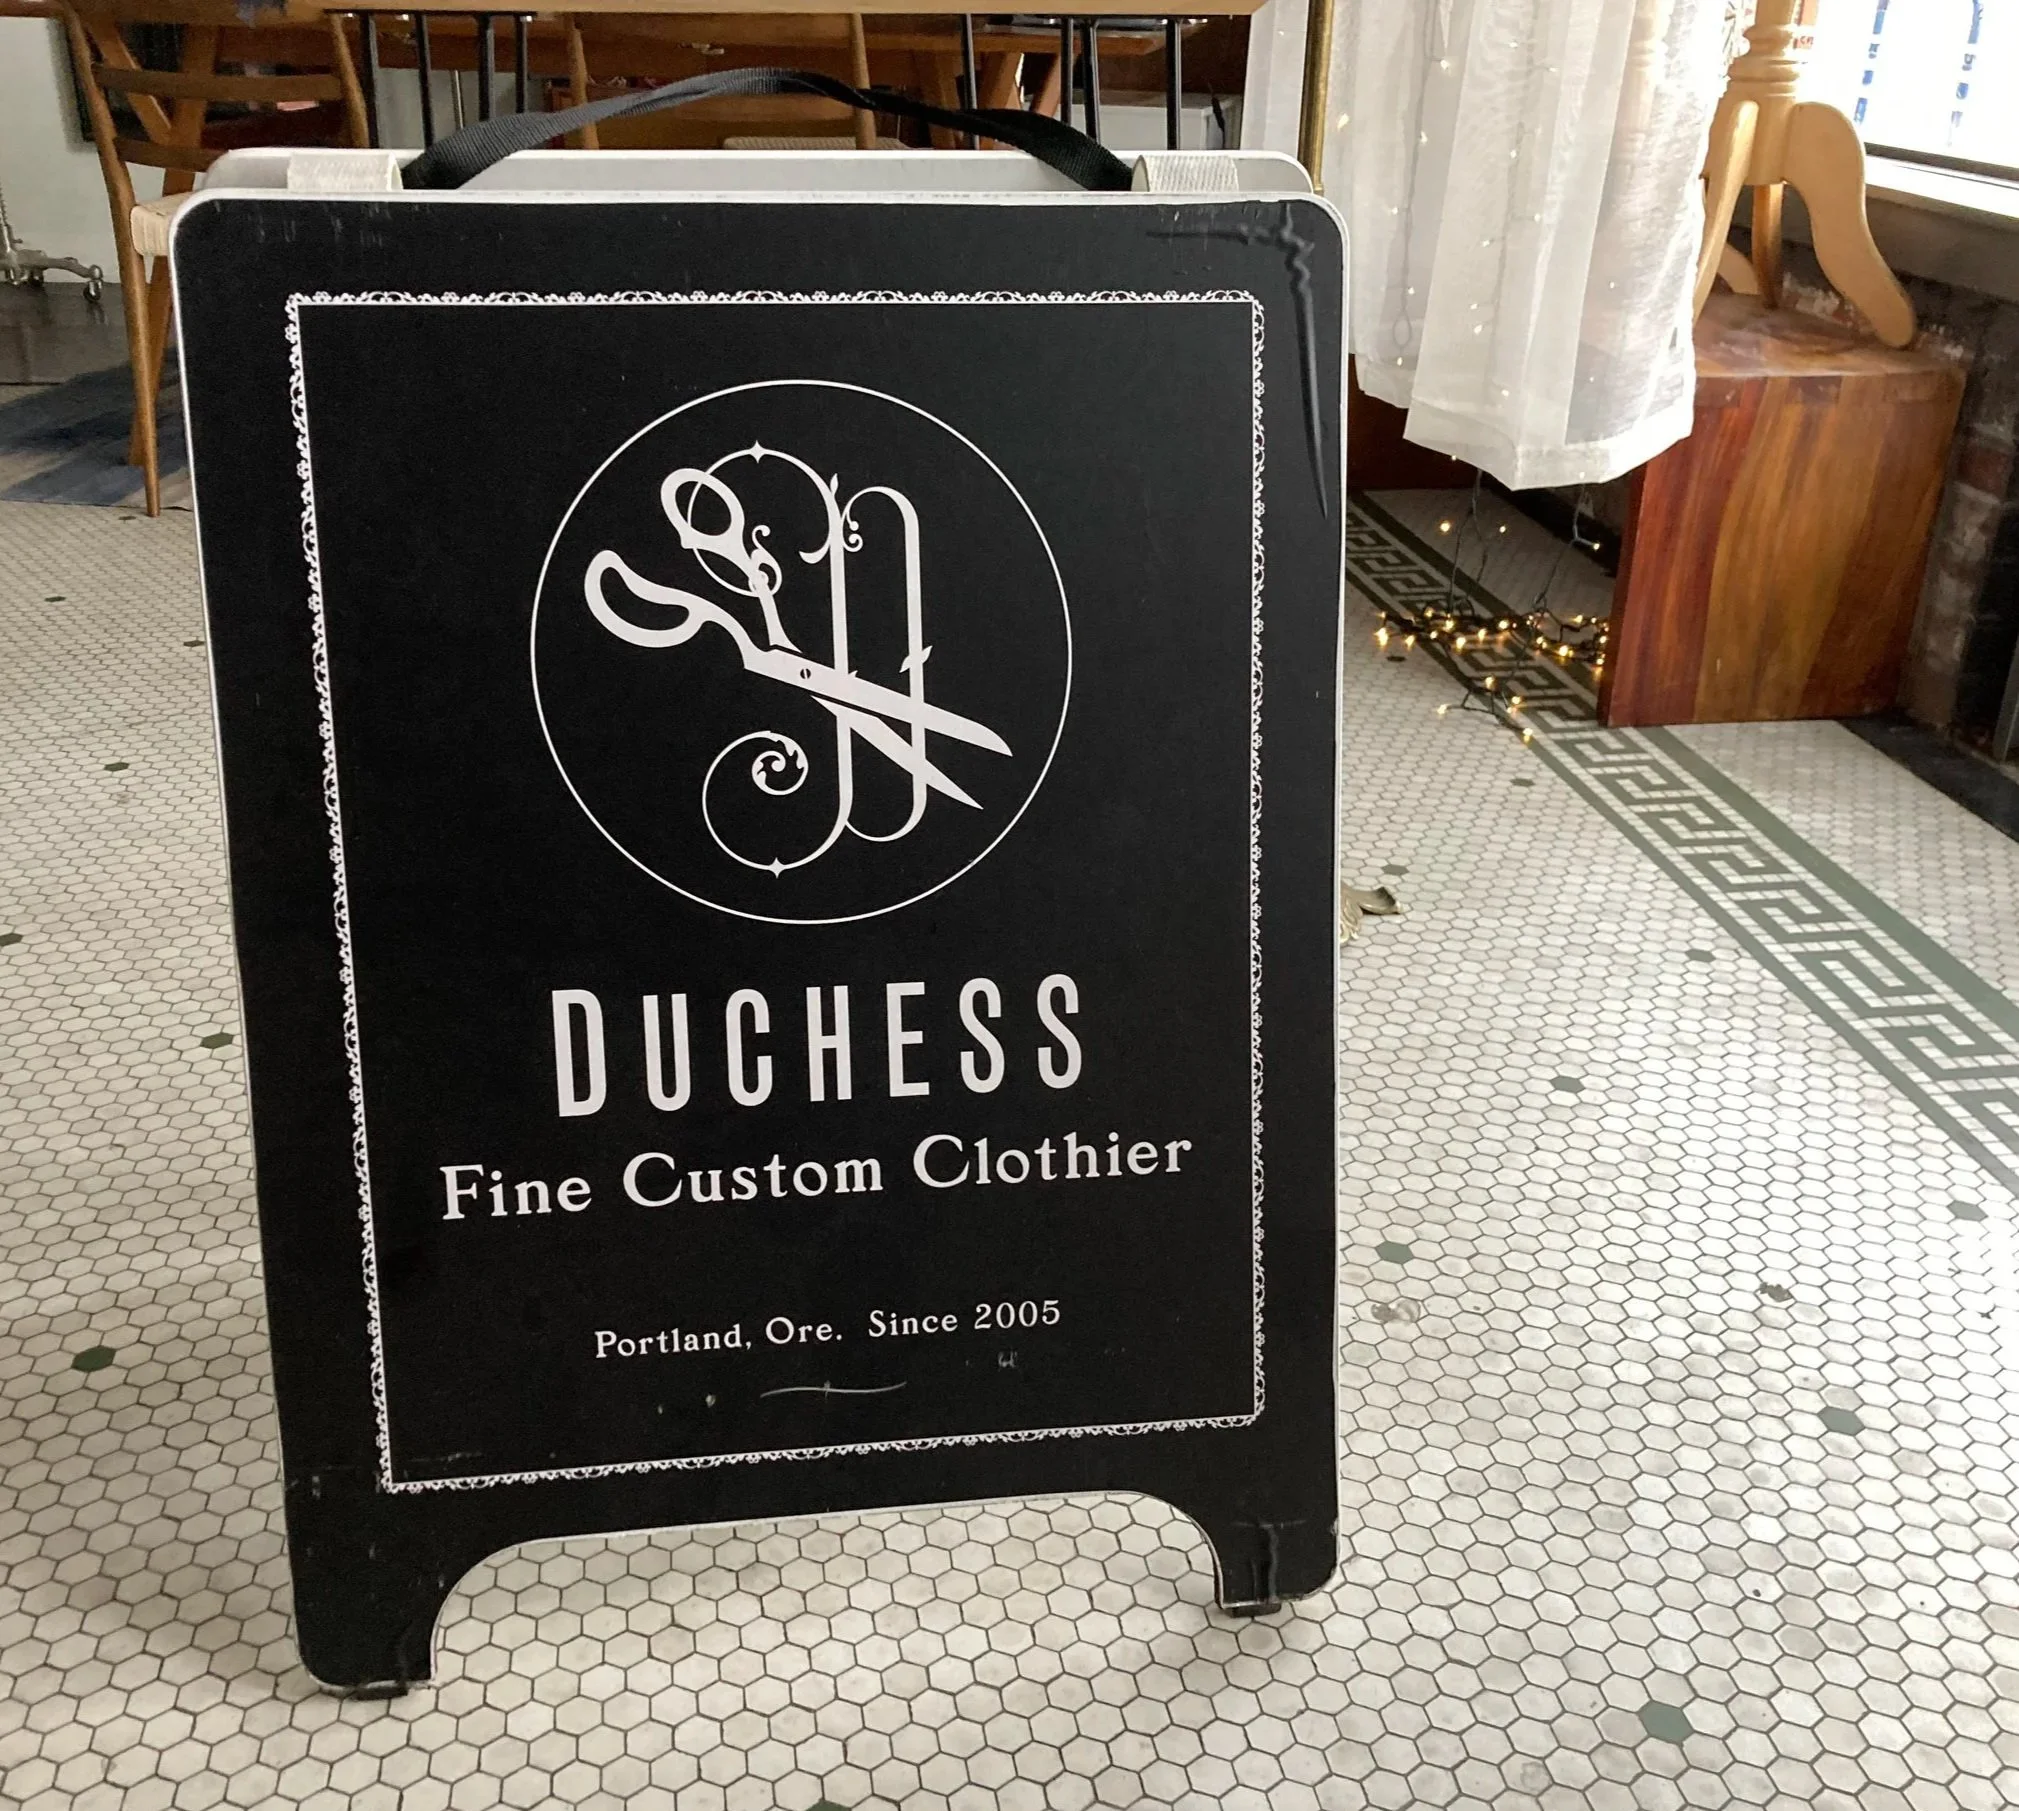 DUCHESS
Fine Custom Clothier
Portland, Ore. Since 2005